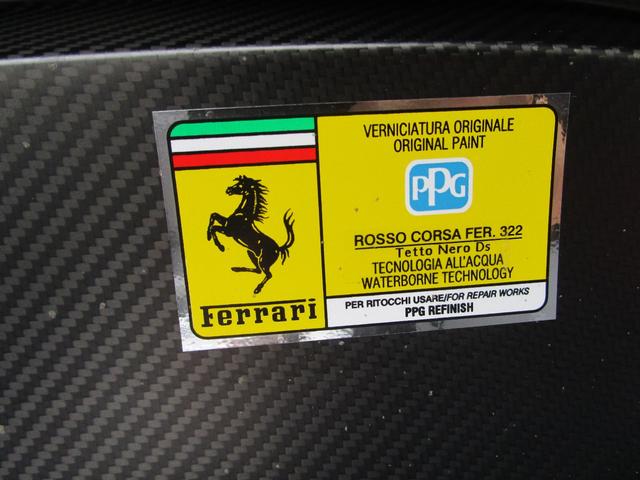 VERNICIATURA ORIGINALE
ORIGINAL PAINT
PPG
ROSSO CORSA FER. 322
Tetto Nero Ds
TECNOLOGIA ALL'ACQUA
WATERBORNE TECHNOLOGY
Ferrari
PER RITOCCHI USARE/FOR REPAIR WORKS
PPG REFINISH